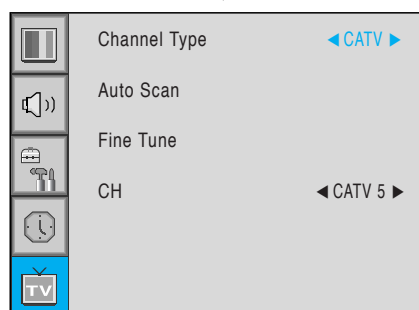 Channel Type ◀ CATV ▶
Auto Scan
Fine Tune
CH ◀ CATV 5 ▶
TV